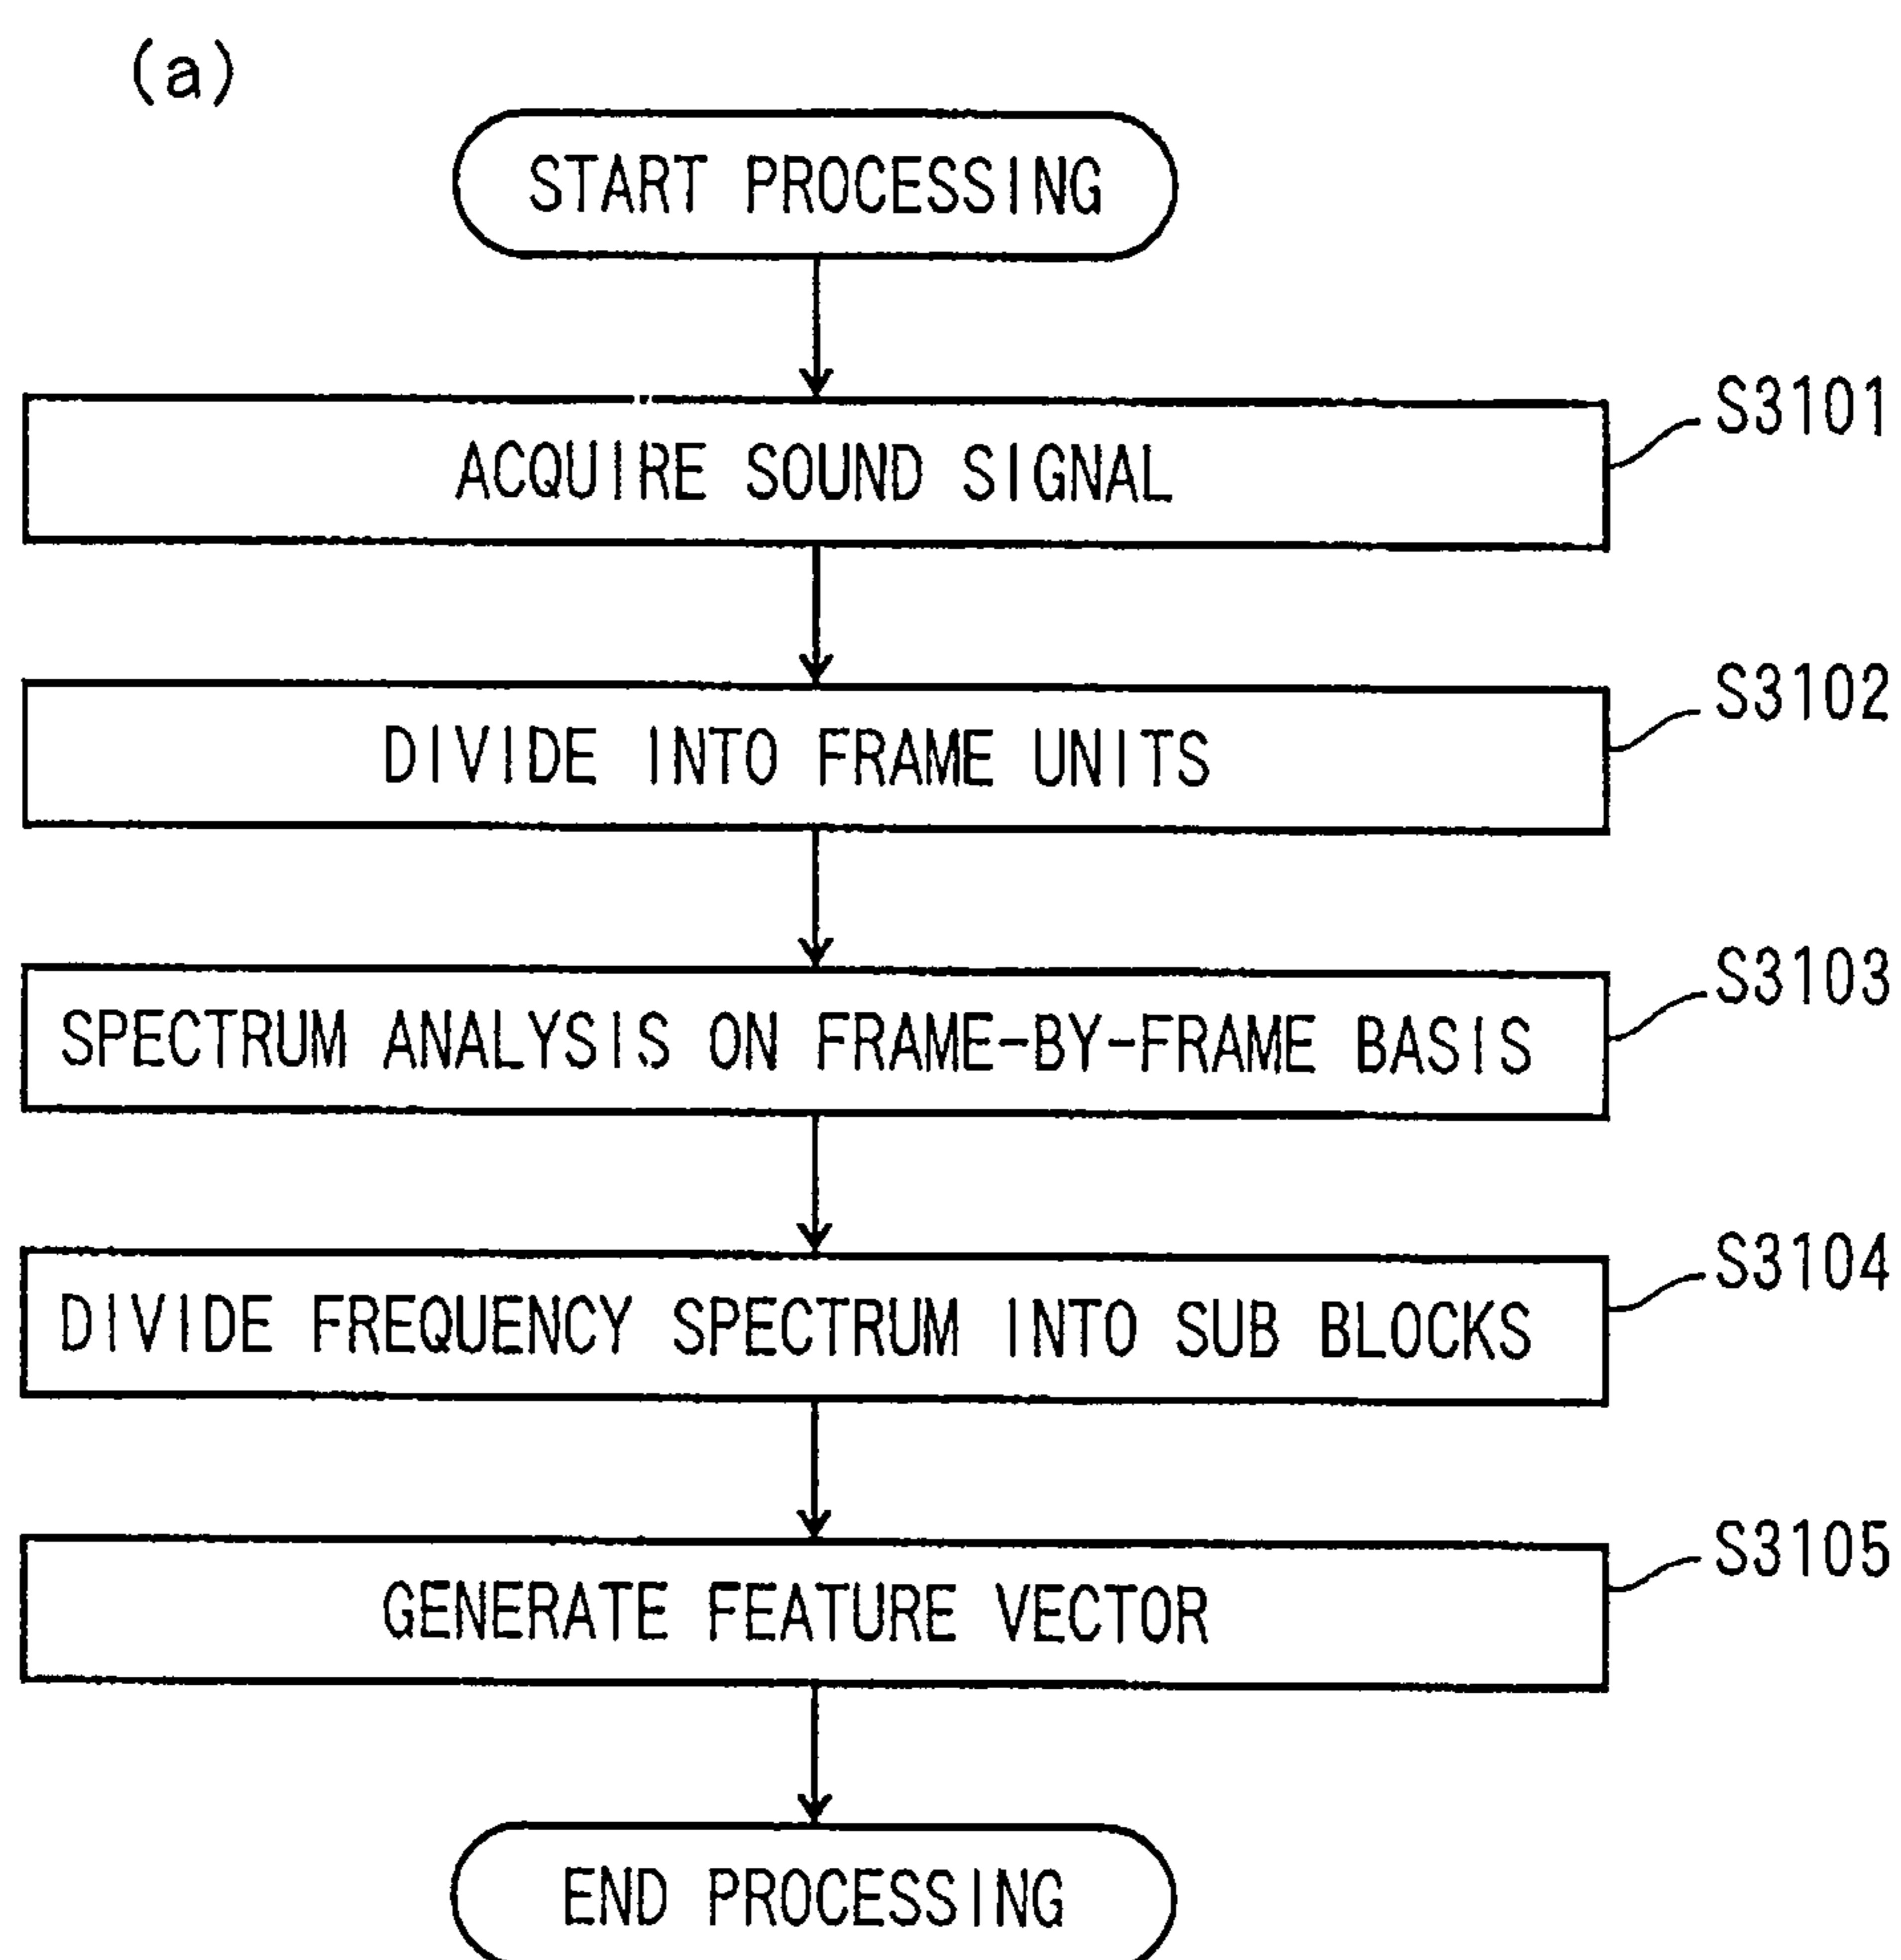 (a)
START PROCESSING
ACQUIRE SOUND SIGNAL
S3101
DIVIDE INTO FRAME UNITS
S3102
SPECTRUM ANALYSIS ON FRAME-BY-FRAME BASIS
S3103
DIVIDE FREQUENCY SPECTRUM INTO SUB BLOCKS
S3104
GENERATE FEATURE VECTOR
S3105
END PROCESSING